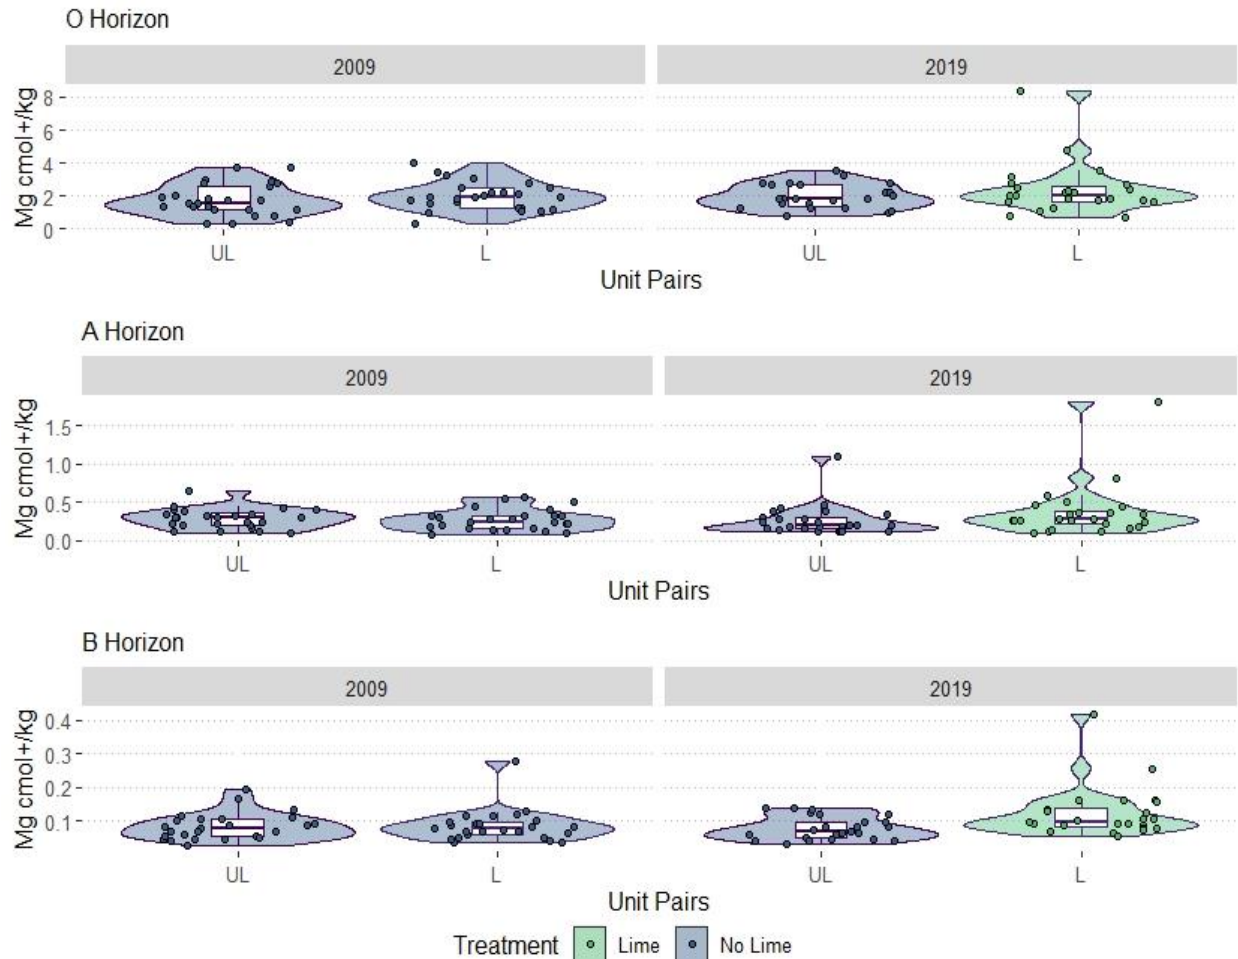 O Horizon
2009 2019
Mg cmol+/kg
8
6
4
2
0
UL L UL L
Unit Pairs
A Horizon
2009 2019
Mg cmol+/kg
1.5
1.0
0.5
0.0
UL L UL L
Unit Pairs
B Horizon
2009 2019
Mg cmol+/kg
0.4
0.3
0.2
0.1
UL L UL L
Unit Pairs
Treatment Lime No Lime